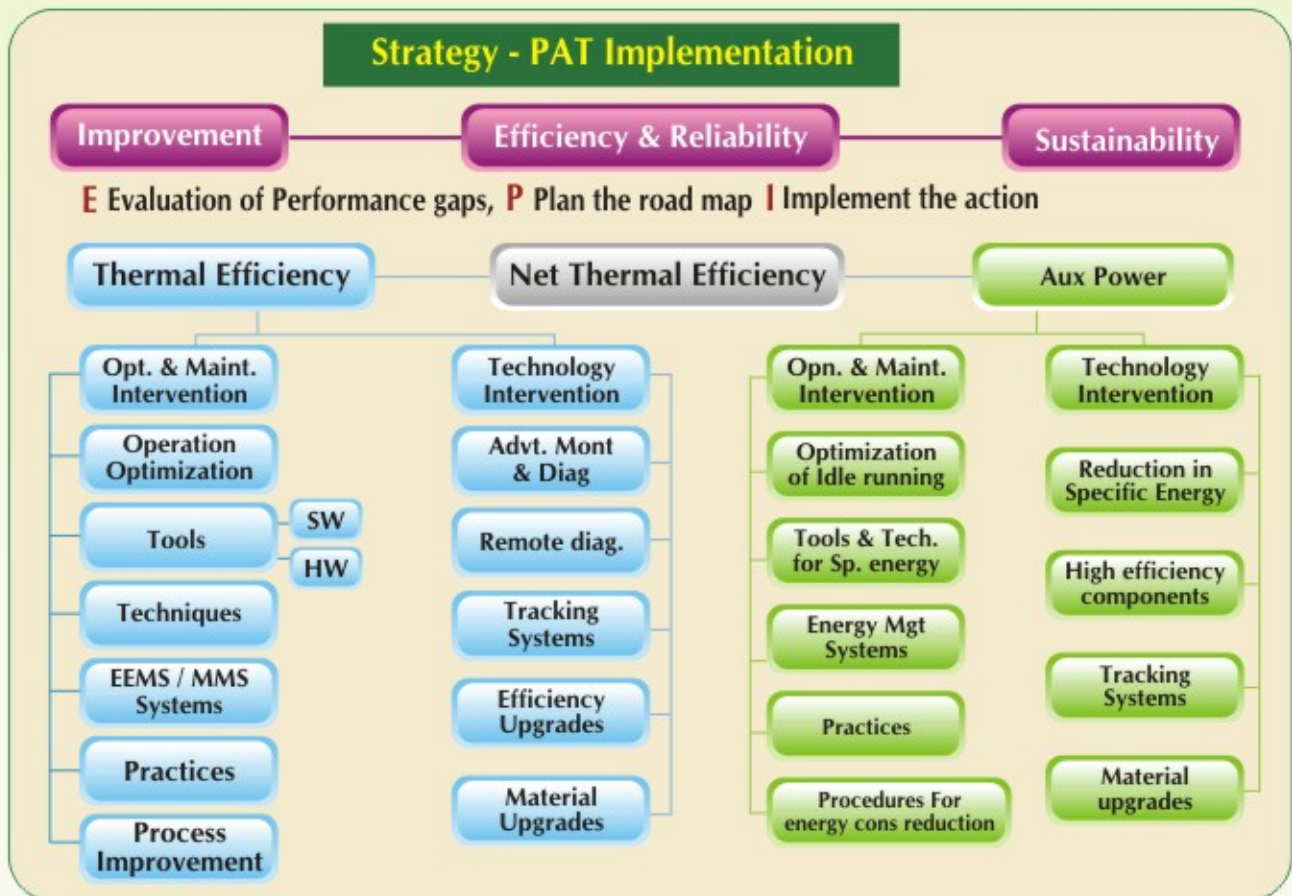 Strategy - PAT Implementation
Improvement
Efficiency & Reliability
Sustainability
E Evaluation of Performance gaps, P Plan the road map I Implement the action
Thermal Efficiency
Net Thermal Efficiency
Aux Power
Opt. & Maint.
Intervention
Operation
Optimization
Tools
SW
HW
Techniques
EEMS / MMS
Systems
Practices
Process
Improvement
Technology
Intervention
Advt. Mont
& Diag
Remote diag.
Tracking
Systems
Efficiency
Upgrades
Material
Upgrades
Opn. & Maint.
Intervention
Optimization
of Idle running
Tools & Tech.
for Sp. energy
Energy Mgt
Systems
Practices
Procedures For
energy cons reduction
Technology
Intervention
Reduction in
Specific Energy
High efficiency
components
Tracking
Systems
Material
upgrades